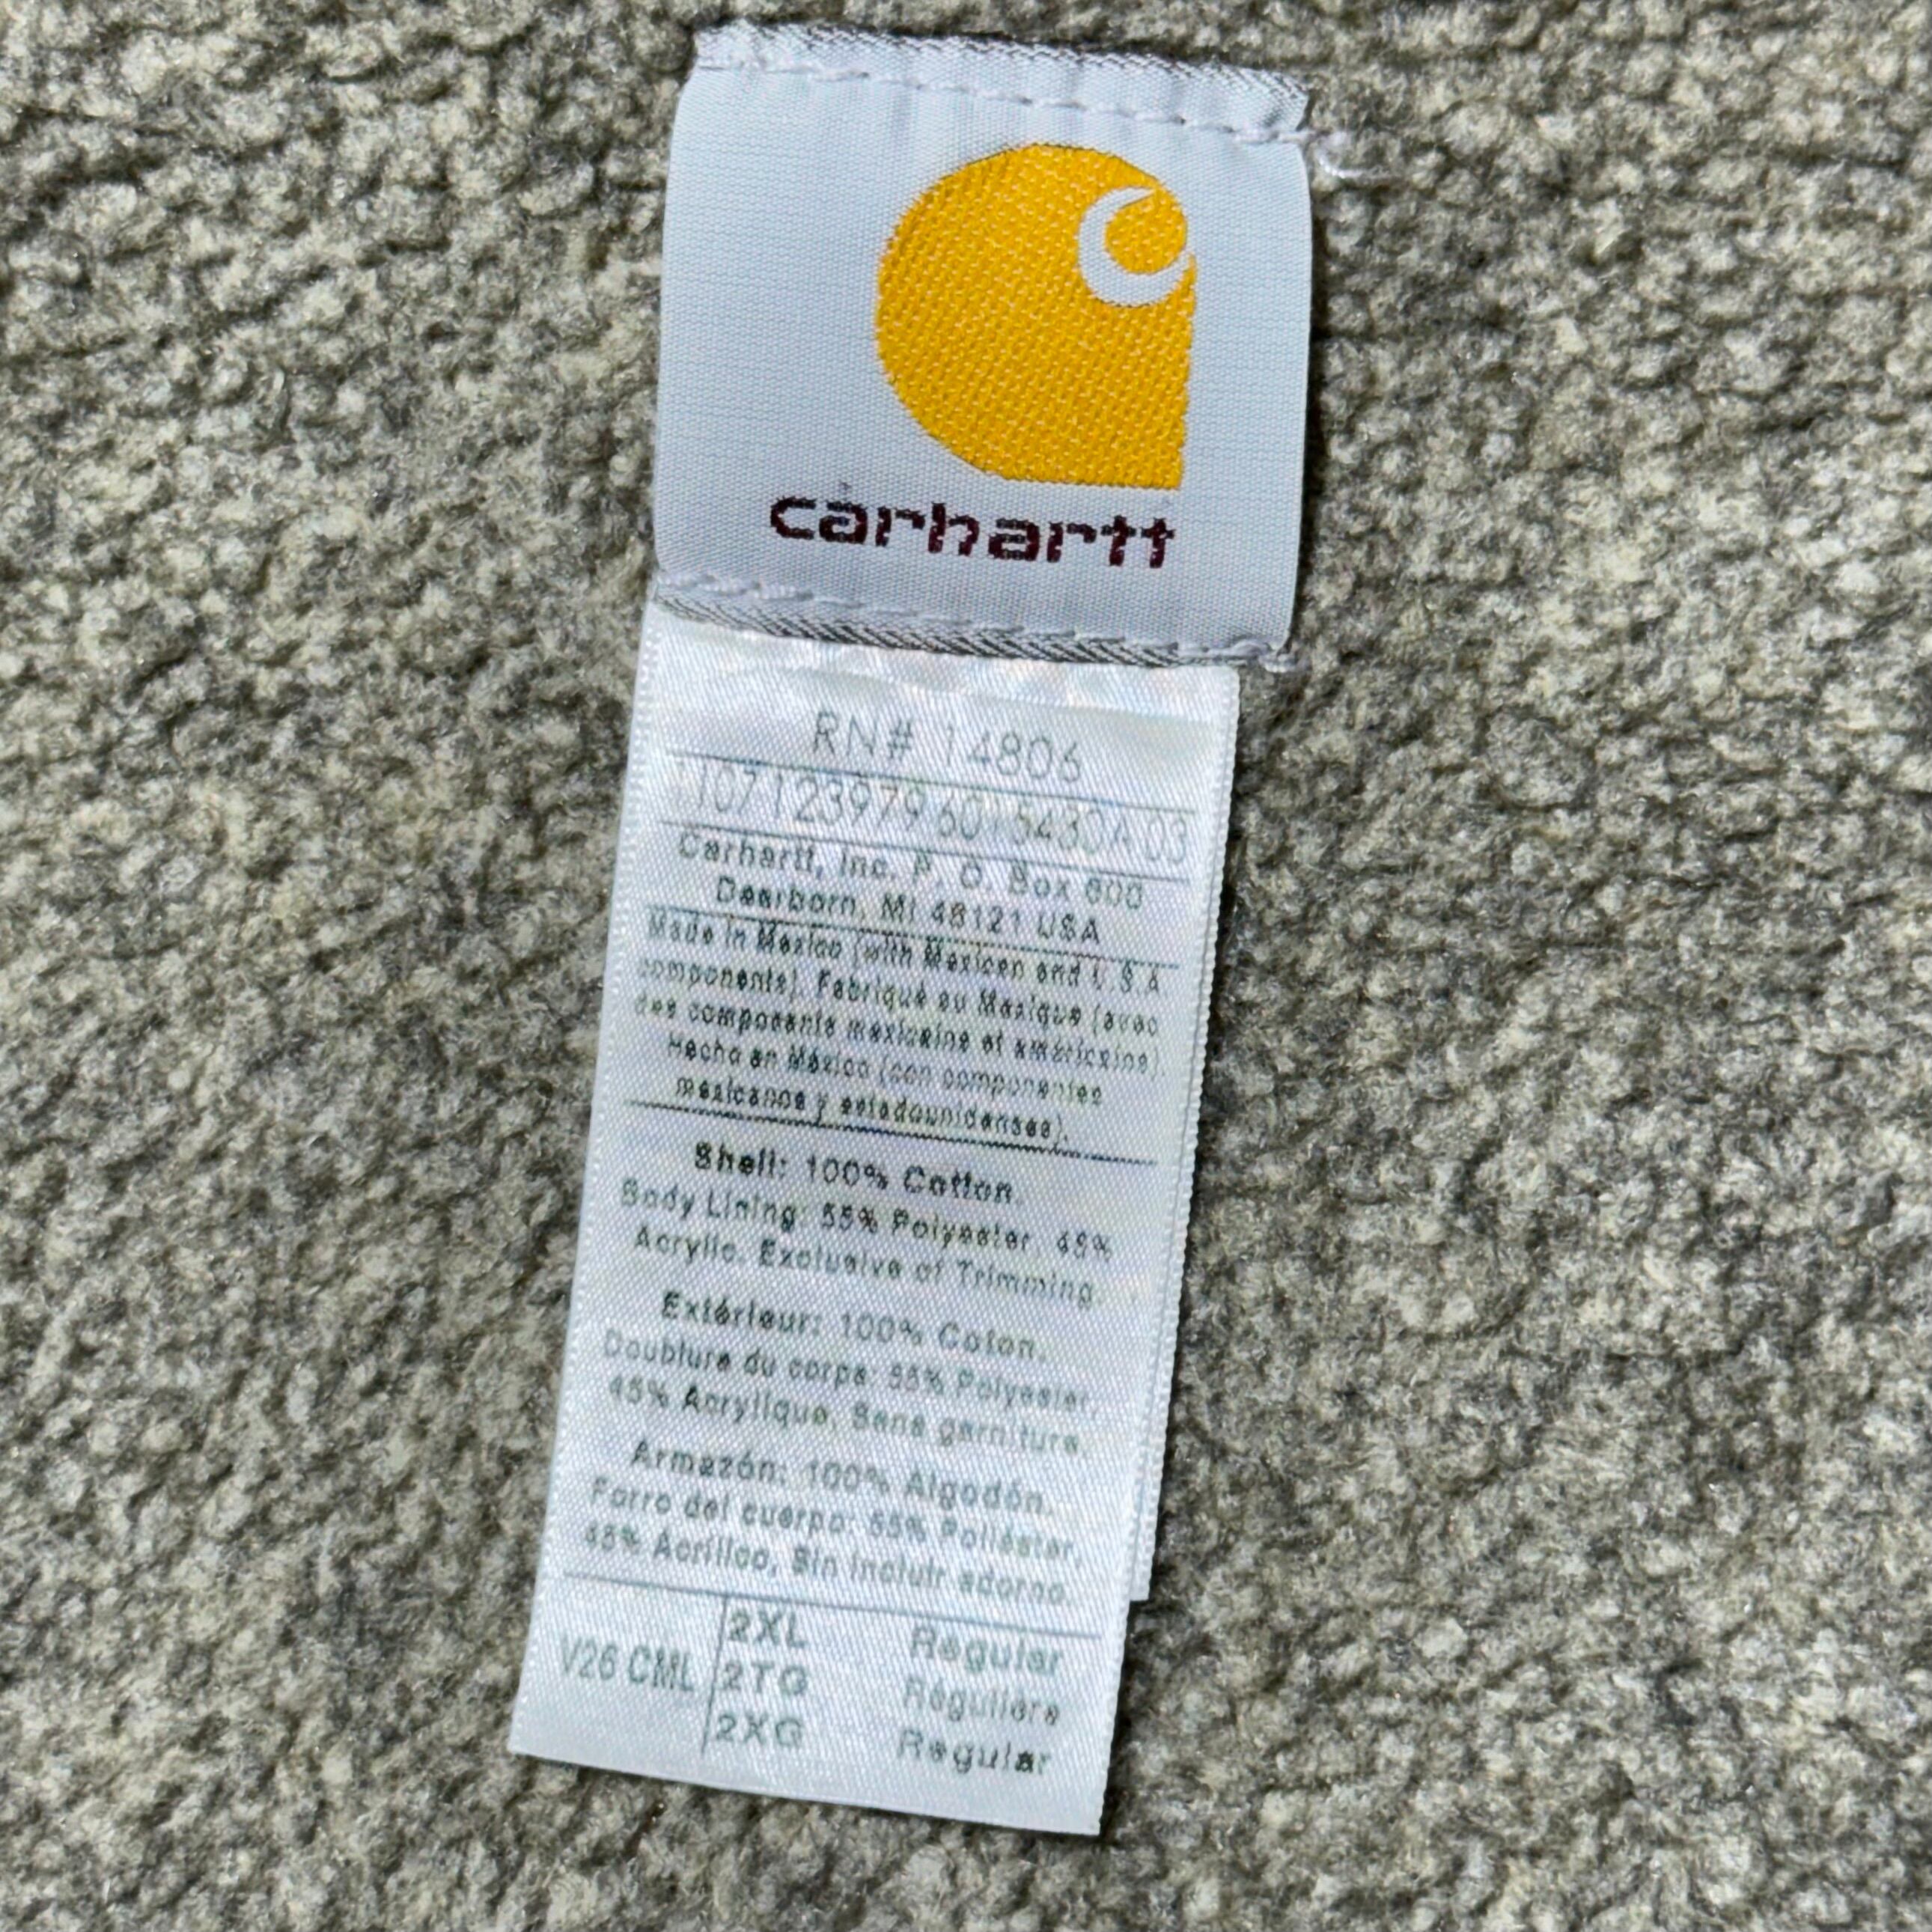 carhartt
RN# 14806
107123979 6015430A 03
Carhartt, Inc. P. O. Box 600
Dearborn, MI 48121 USA
Made in Mexico (with Mexican and U.S.A.
components). Fabriqué au Mexique (avec
des composants mexicains et américains).
Hecho en México (con componentes
mexicanos y estadounidenses).
Shell: 100% Cotton.
Body Lining: 55% Polyester, 45%
Acrylic. Exclusive of Trimming.
Extérieur: 100% Coton.
Doublure du corps: 55% Polyester,
45% Acrylique, Sans garniture.
Armazón: 100% Algodón.
Forro del cuerpo: 55% Poliéster,
45% Acrílico, Sin incluir adorno.
V26 CML
2XL Regular
2TG Régulière
2XG Regular